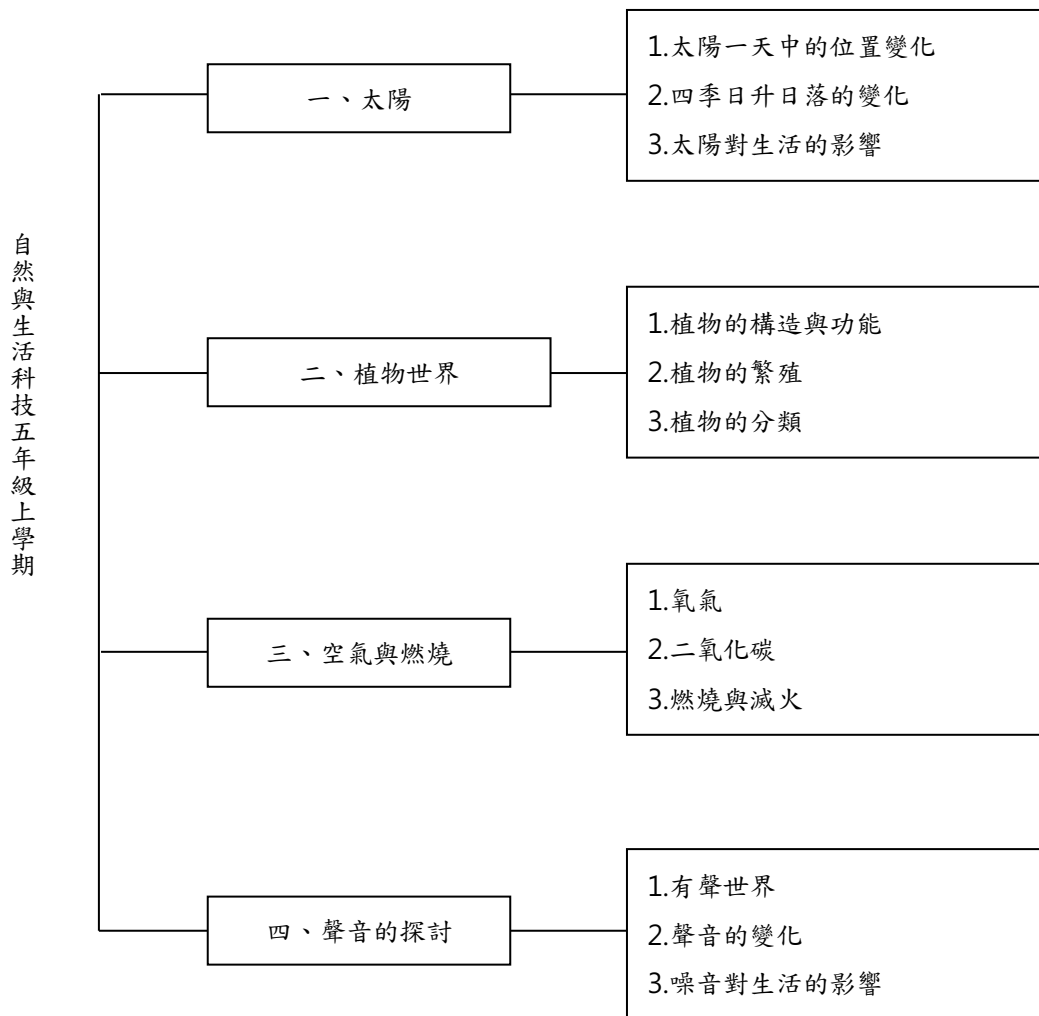 自然與生活科技五年級上學期
一、太陽
1.太陽一天中的位置變化
2.四季日升日落的變化
3.太陽對生活的影響
二、植物世界
1.植物的構造與功能
2.植物的繁殖
3.植物的分類
三、空氣與燃燒
1.氧氣
2.二氧化碳
3.燃燒與滅火
四、聲音的探討
1.有聲世界
2.聲音的變化
3.噪音對生活的影響